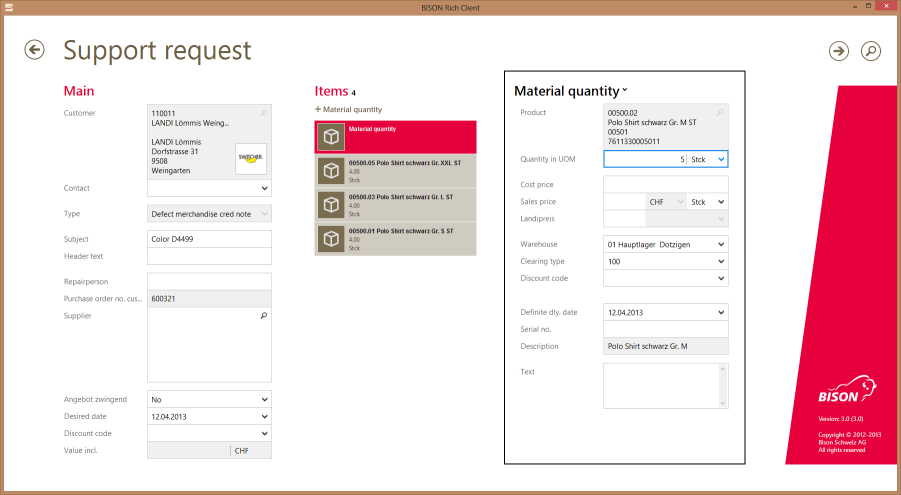 BISON Rich Client
Support request
Main
Customer
110011
LANDI Lömmis Weing...
LANDI Lömmis
Dorfstrasse 31
9508
Weingarten
SWITCHER
Contact
Type
Defect merchandise cred note
Subject
Color D4499
Header text
Repairperson
Purchase order no. cus...
600321
Supplier
Angebot zwingend
No
Desired date
12.04.2013
Discount code
Value incl.
CHF
Items 4
+ Material quantity
Material quantity
00500.05 Polo Shirt schwarz Gr. XXL ST
4.00
Stck
00500.03 Polo Shirt schwarz Gr. L ST
4.00
Stck
00500.01 Polo Shirt schwarz Gr. S ST
4.00
Stck
Material quantity
Product
00500.02
Polo Shirt schwarz Gr. M ST
00501
7611330005011
Quantity in UOM
5 Stck
Cost price
Sales price
CHF Stck
Landipreis
Warehouse
01 Hauptlager Dotzigen
Clearing type
100
Discount code
Definite dly. date
12.04.2013
Serial no.
Description
Polo Shirt schwarz Gr. M
Text
BISON
Version: 3.0 (3.0)
Copyright © 2012-2013
Bison Schweiz AG
All rights reserved